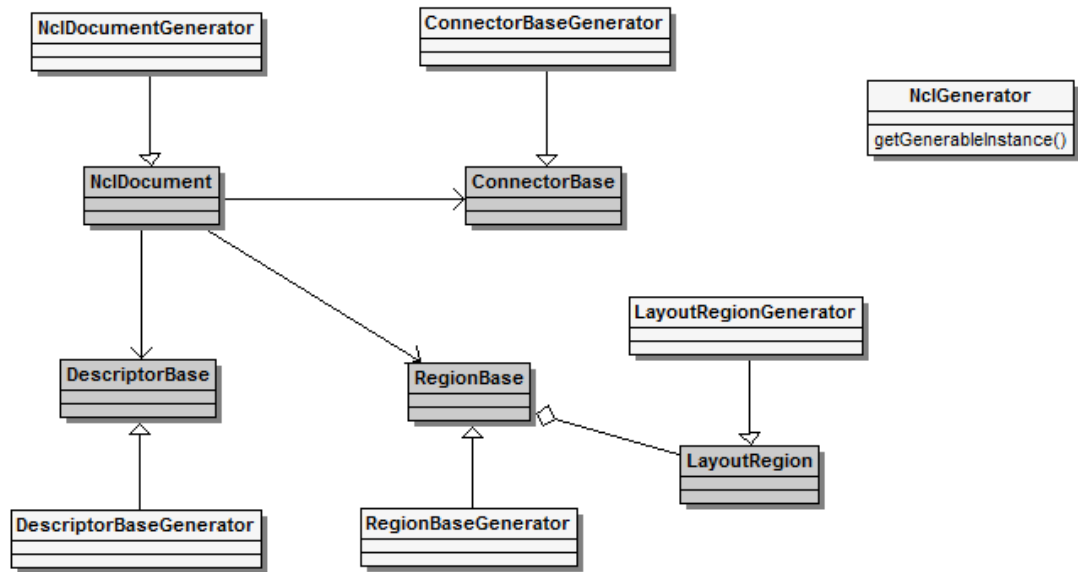 NclDocumentGenerator
ConnectorBaseGenerator
NclGenerator
getGenerableInstance()
NclDocument
ConnectorBase
LayoutRegionGenerator
DescriptorBase
RegionBase
LayoutRegion
DescriptorBaseGenerator
RegionBaseGenerator